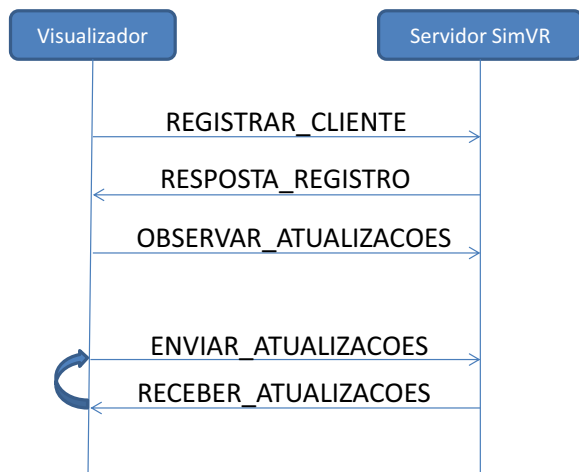 Visualizador
Servidor SimVR
REGISTRAR_CLIENTE
RESPOSTA_REGISTRO
OBSERVAR_ATUALIZACOES
ENVIAR_ATUALIZACOES
RECEBER_ATUALIZACOES